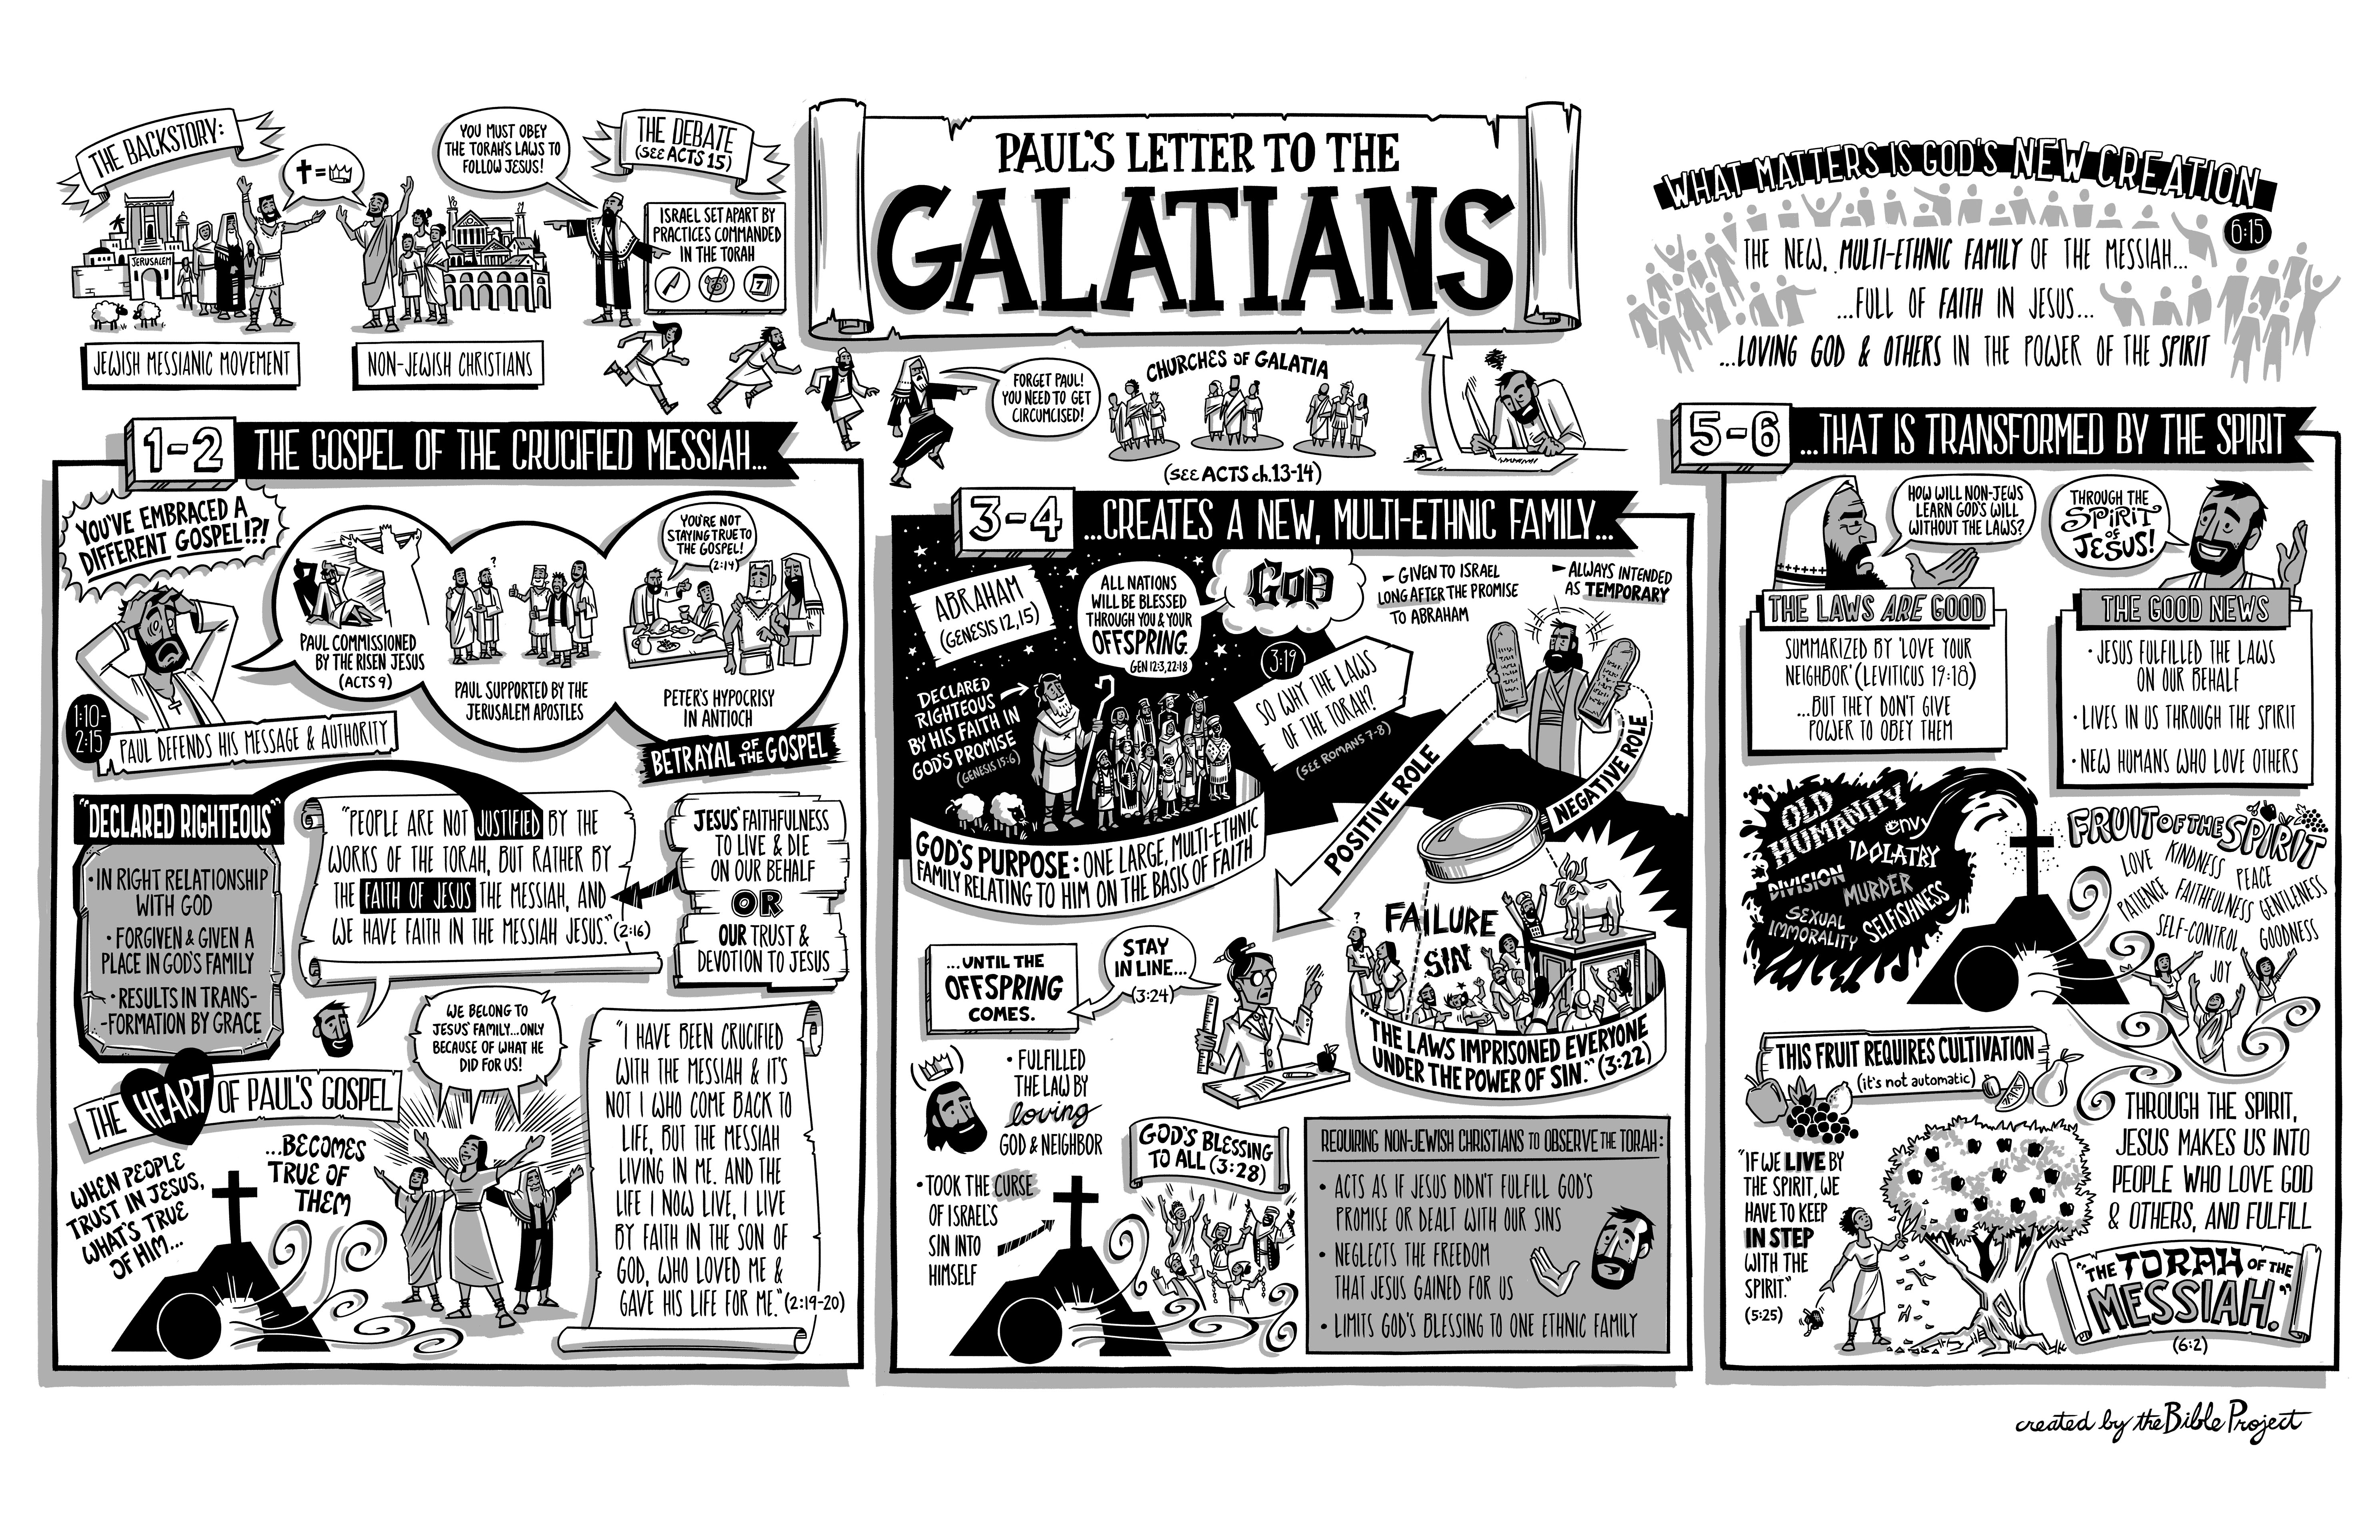 THE BACKSTORY:
†=
JERUSALEM
JEWISH MESSIANIC MOVEMENT
NON-JEWISH CHRISTIANS
YOU MUST OBEY
THE TORAH'S LAWS TO
FOLLOW JESUS!
THE DEBATE
(SEE ACTS 15)
ISRAEL SET APART BY
PRACTICES COMMANDED
IN THE TORAH
7
PAUL'S LETTER TO THE
GALATIANS
FORGET PAUL!
YOU NEED TO GET
CIRCUMCISED!
CHURCHES OF GALATIA
(SEE ACTS ch.13-14)
WHAT MATTERS IS GOD'S NEW CREATION
6:15
THE NEW, MULTI-ETHNIC FAMILY OF THE MESSIAH...
...FULL OF FAITH IN JESUS...
...LOVING GOD & OTHERS IN THE POWER OF THE SPIRIT
1-2 THE GOSPEL OF THE CRUCIFIED MESSIAH...
YOU'VE EMBRACED A
DIFFERENT GOSPEL!?!
PAUL COMMISSIONED
BY THE RISEN JESUS
(ACTS 9)
?
PAUL SUPPORTED BY THE
JERUSALEM APOSTLES
YOU'RE NOT
STAYING TRUE TO
THE GOSPEL!
(2:14)
PETER'S HYPOCRISY
IN ANTIOCH
1:10-
2:15
PAUL DEFENDS HIS MESSAGE & AUTHORITY
BETRAYAL OF THE GOSPEL
"DECLARED RIGHTEOUS"
• IN RIGHT RELATIONSHIP
WITH GOD
• FORGIVEN & GIVEN A
PLACE IN GOD'S FAMILY
• RESULTS IN TRANS-
-FORMATION BY GRACE
"PEOPLE ARE NOT JUSTIFIED BY THE
WORKS OF THE TORAH, BUT RATHER BY
THE FAITH OF JESUS THE MESSIAH, AND
WE HAVE FAITH IN THE MESSIAH JESUS." (2:16)
JESUS' FAITHFULNESS
TO LIVE & DIE
ON OUR BEHALF
OR
OUR TRUST &
DEVOTION TO JESUS
THE HEART OF PAUL'S GOSPEL
WHEN PEOPLE
TRUST IN JESUS,
WHAT'S TRUE
OF HIM...
...BECOMES
TRUE OF
THEM
WE BELONG TO
JESUS' FAMILY...ONLY
BECAUSE OF WHAT HE
DID FOR US!
"I HAVE BEEN CRUCIFIED
WITH THE MESSIAH & IT'S
NOT I WHO COME BACK TO
LIFE, BUT THE MESSIAH
LIVING IN ME. AND THE
LIFE I NOW LIVE, I LIVE
BY FAITH IN THE SON OF
GOD, WHO LOVED ME &
GAVE HIS LIFE FOR ME." (2:19-20)
3-4 ...CREATES A NEW, MULTI-ETHNIC FAMILY...
ABRAHAM
(GENESIS 12,15)
ALL NATIONS
WILL BE BLESSED
THROUGH YOU & YOUR
OFFSPRING.
GEN 12:3, 22:18
GOD
DECLARED
RIGHTEOUS
BY HIS FAITH IN
GOD'S PROMISE
(GENESIS 15:6)
GOD'S PURPOSE: ONE LARGE, MULTI-ETHNIC
FAMILY RELATING TO HIM ON THE BASIS OF FAITH
GIVEN TO ISRAEL
LONG AFTER THE PROMISE
TO ABRAHAM
ALWAYS INTENDED
AS TEMPORARY
3:19
SO WHY THE LAWS
OF THE TORAH?
(SEE ROMANS 7-8)
POSITIVE ROLE
NEGATIVE ROLE
...UNTIL THE
OFFSPRING
COMES.
STAY
IN LINE...
(3:24)
?
FAILURE
SIN
"THE LAWS IMPRISONED EVERYONE
UNDER THE POWER OF SIN." (3:22)
• FULFILLED
THE LAW BY
loving
GOD & NEIGHBOR
• TOOK THE CURSE
OF ISRAEL'S
SIN INTO
HIMSELF
GOD'S BLESSING
TO ALL (3:28)
REQUIRING NON-JEWISH CHRISTIANS TO OBSERVE THE TORAH:
• ACTS AS IF JESUS DIDN'T FULFILL GOD'S
PROMISE OR DEALT WITH OUR SINS
• NEGLECTS THE FREEDOM
THAT JESUS GAINED FOR US
• LIMITS GOD'S BLESSING TO ONE ETHNIC FAMILY
5-6 ...THAT IS TRANSFORMED BY THE SPIRIT
HOW WILL NON-JEWS
LEARN GOD'S WILL
WITHOUT THE LAWS?
THROUGH THE
SPIRIT
of
JESUS!
THE LAWS ARE GOOD
SUMMARIZED BY 'LOVE YOUR
NEIGHBOR' (LEVITICUS 19:18)
...BUT THEY DON'T GIVE
POWER TO OBEY THEM
THE GOOD NEWS
• JESUS FULFILLED THE LAWS
ON OUR BEHALF
• LIVES IN US THROUGH THE SPIRIT
• NEW HUMANS WHO LOVE OTHERS
OLD
HUMANITY
envy
IDOLATRY
DIVISION
MURDER
SEXUAL
IMMORALITY
SELFISHNESS
FRUIT OF THE SPIRIT
LOVE
KINDNESS
PEACE
PATIENCE
FAITHFULNESS
GENTLENESS
SELF-CONTROL
GOODNESS
JOY
THIS FRUIT REQUIRES CULTIVATION
(it's not automatic)
"IF WE LIVE BY
THE SPIRIT, WE
HAVE TO KEEP
IN STEP
WITH THE
SPIRIT."
(5:25)
THROUGH THE SPIRIT,
JESUS MAKES US INTO
PEOPLE WHO LOVE GOD
& OTHERS, AND FULFILL
"THE TORAH OF THE
MESSIAH."
(6:2)
created by the Bible Project